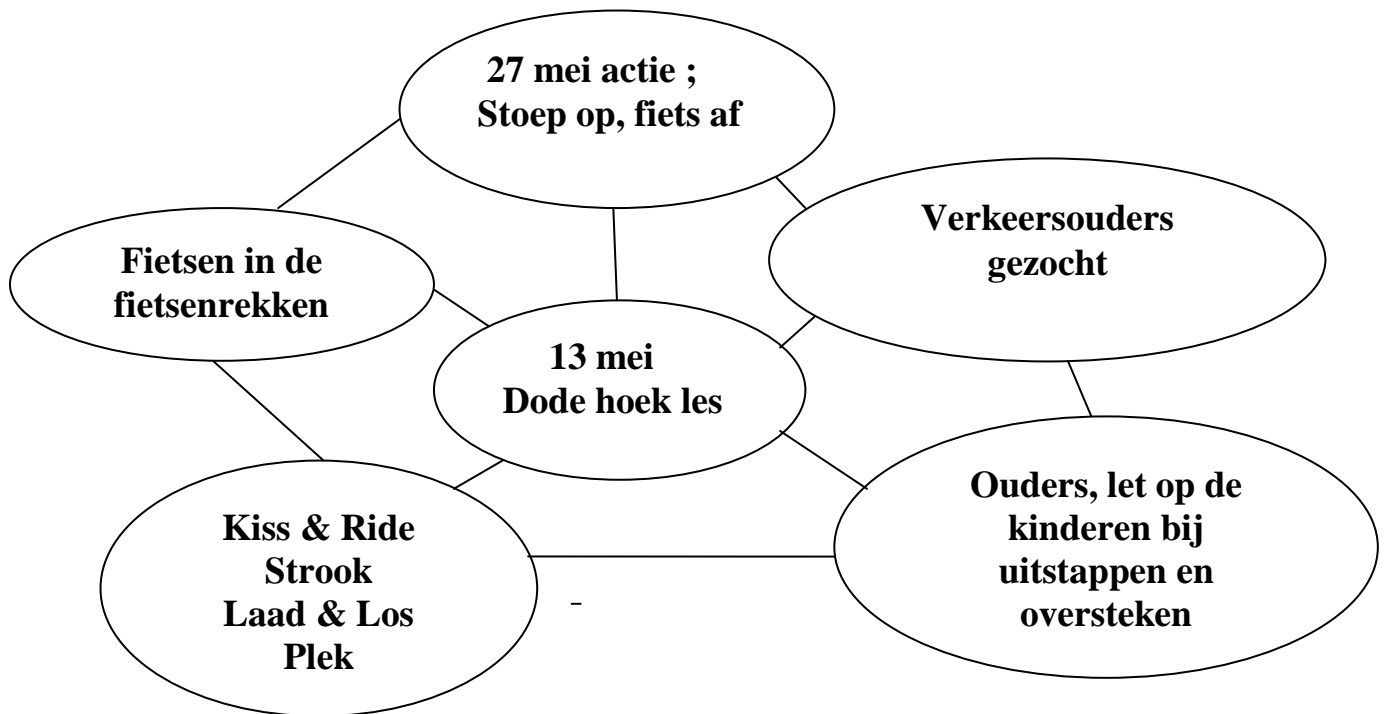 27 mei actie ;
Stoep op, fiets af
Verkeersouders
gezocht
Fietsen in de
fietsenrekken
13 mei
Dode hoek les
Ouders, let op de
kinderen bij
uitstappen en
oversteken
Kiss & Ride
Strook
Laad & Los
Plek
-